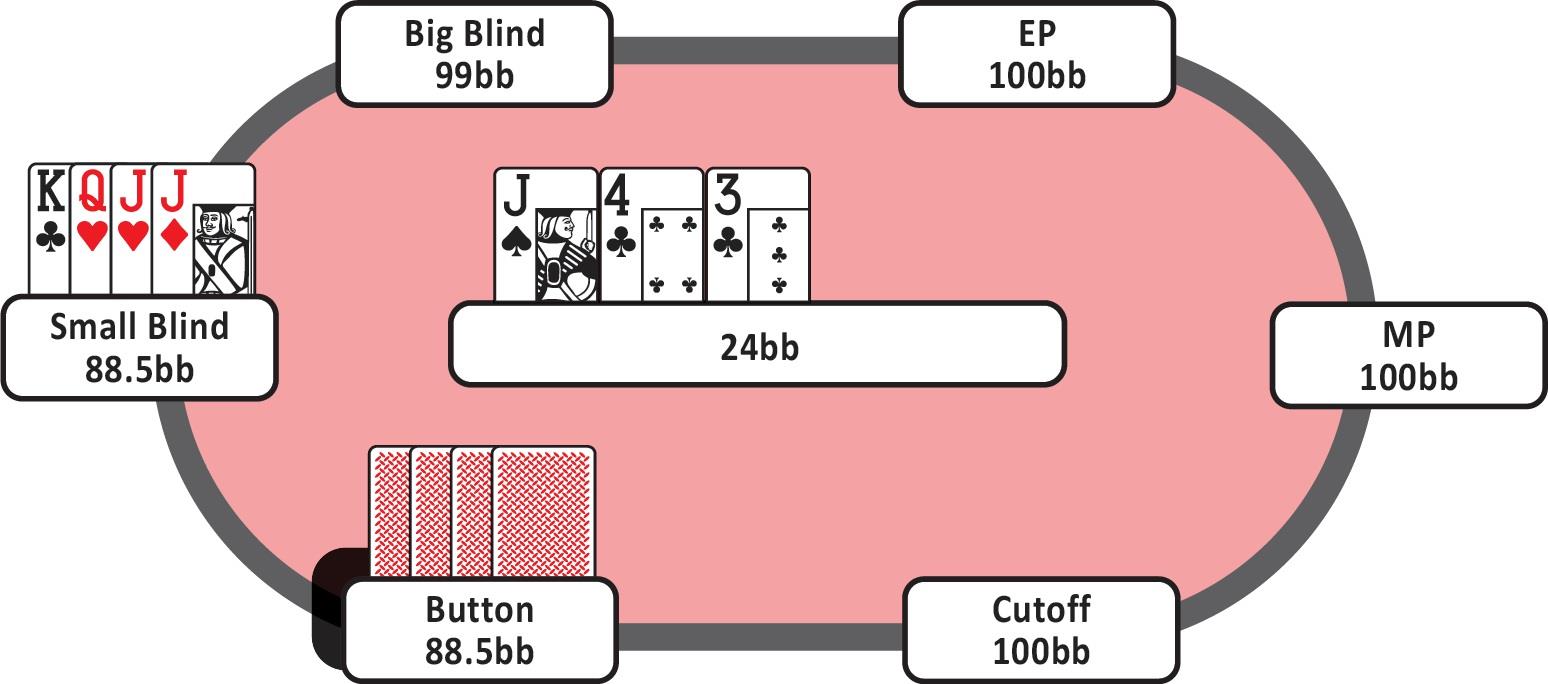 Big Blind
99bb
EP
100bb
K Q J J
J 4 3
Small Blind
88.5bb
24bb
MP
100bb
Button
88.5bb
Cutoff
100bb